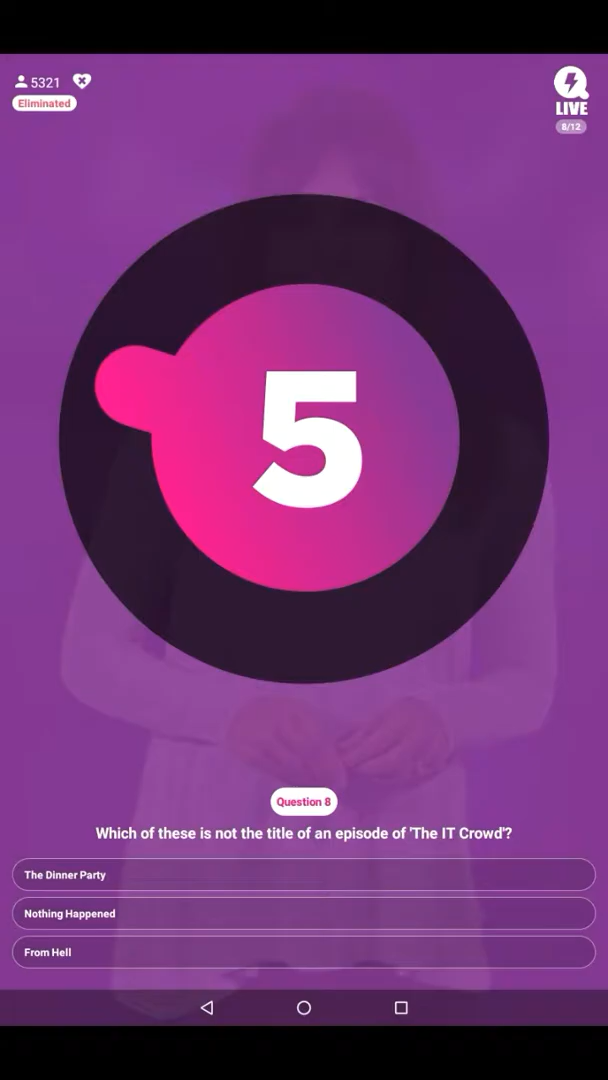 5321
Eliminated
LIVE
8/12
5
Question 8
Which of these is not the title of an episode of 'The IT Crowd'?
The Dinner Party
Nothing Happened
From Hell